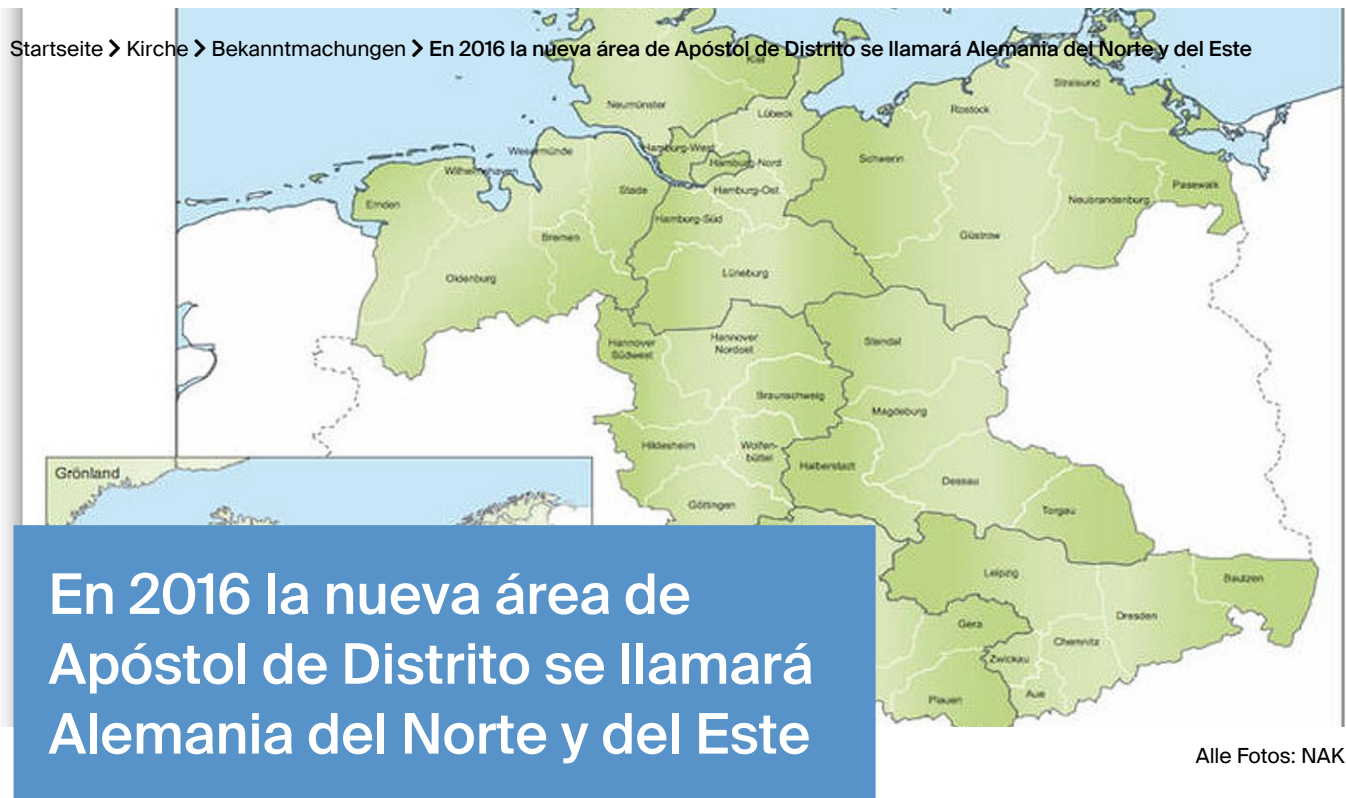 Startseite > Kirche > Bekanntmachungen > En 2016 la nueva área de Apóstol de Distrito se llamará Alemania del Norte y del Este
Kiel
Stralsund
Neumünster
Lübeck
Rostock
Wesermünde
Hamburg-West
Hamburg-Nord
Schwerin
Wilhelmshaven
Stade
Hamburg-Ost
Pasewalk
Emden
Neubrandenburg
Hamburg-Süd
Bremen
Güstrow
Oldenburg
Lüneburg
Hannover
Südwest
Hannover
Nordost
Stendal
Braunschweig
Magdeburg
Hildesheim
Wolfen-
büttel
Halberstadt
Grönland
Dessau
Göttingen
Torgau
Leipzig
Bautzen
Gera
Dresden
Chemnitz
Zwickau
Plauen
Aue
En 2016 la nueva área de
Apóstol de Distrito se llamará
Alemania del Norte y del Este
Alle Fotos: NAK